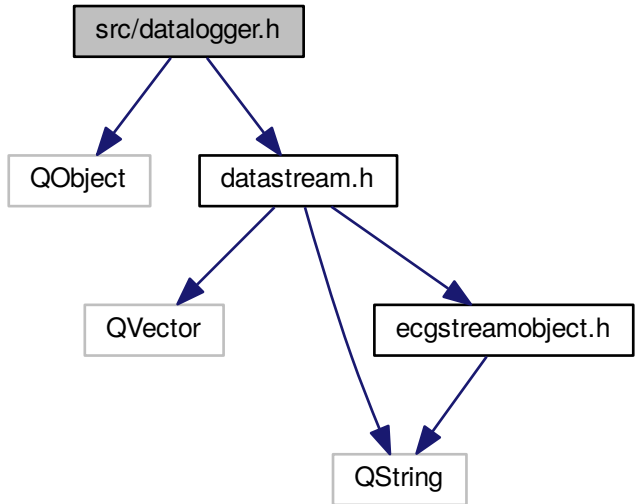 src/datalogger.h
QObject
datastream.h
QVector
ecgstreamobject.h
QString